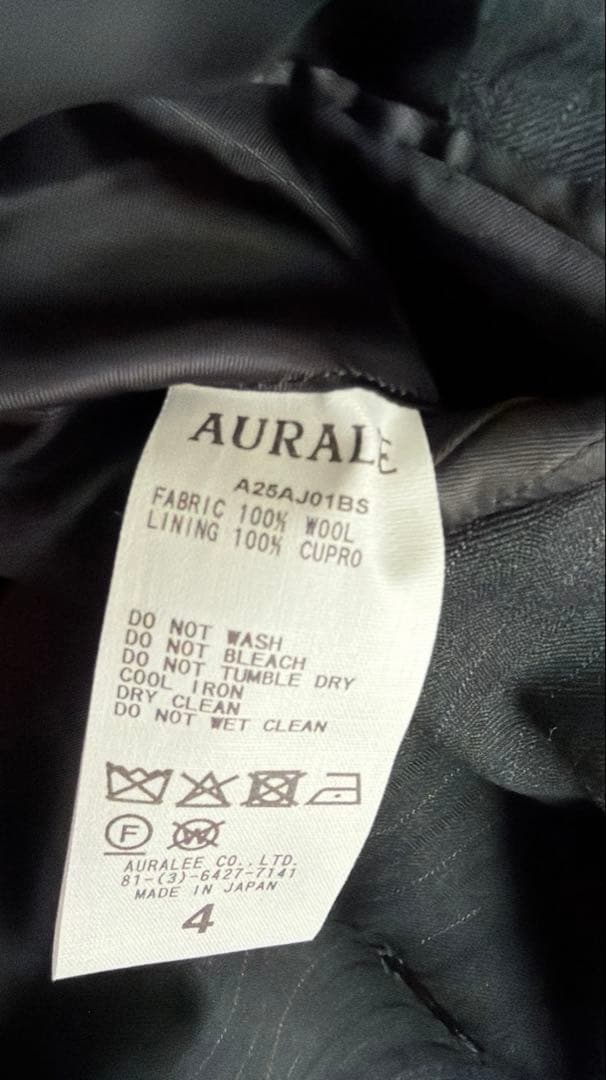 AURALEE
A25AJ01BS
FABRIC 100% WOOL
LINING 100% CUPRO
DO NOT WASH
DO NOT BLEACH
DO NOT TUMBLE DRY
COOL IRON
DRY CLEAN
DO NOT WET CLEAN
F W
AURALEE CO.,LTD.
81-(3)-6427-7141
MADE IN JAPAN
4